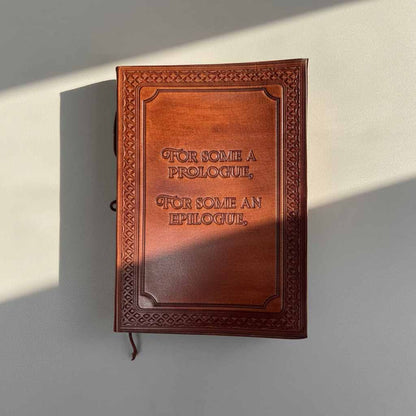 For some a
prologue,
For some an
epilogue,